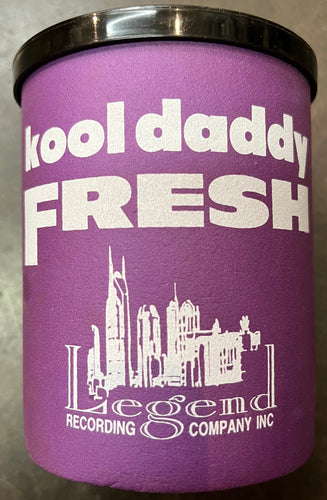 kool daddy
FRESH
Legend
RECORDING COMPANY INC